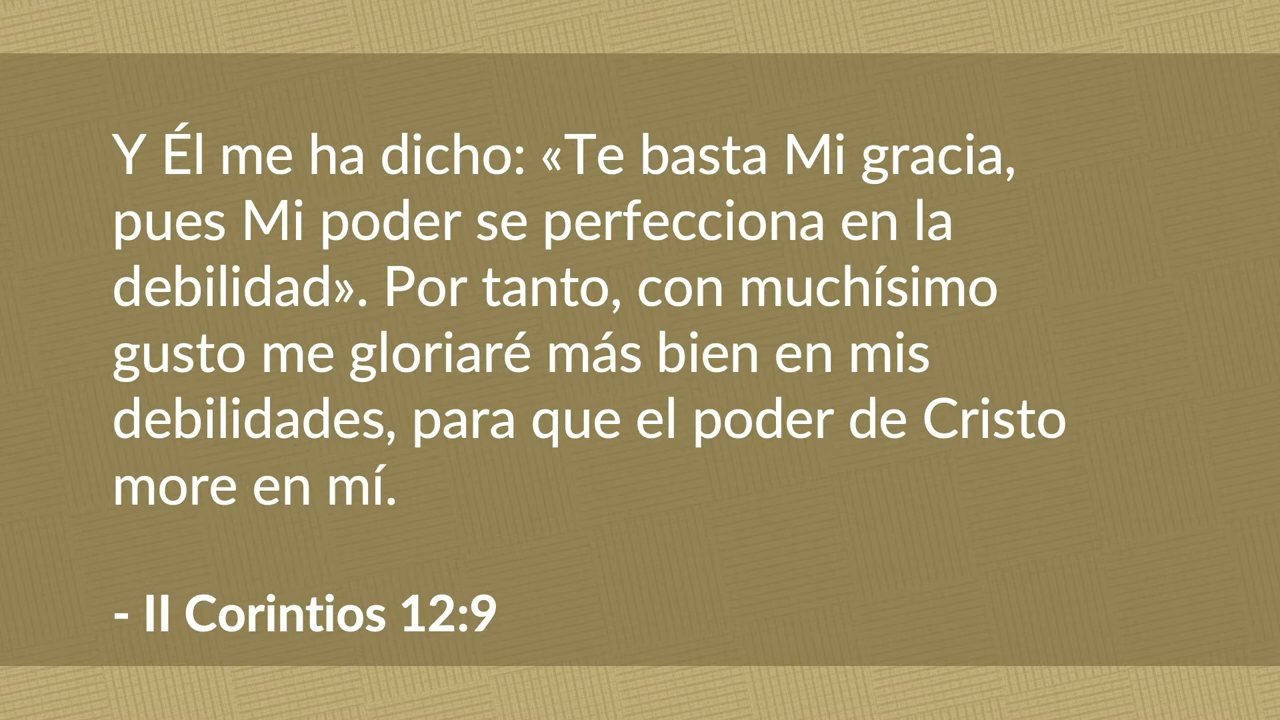 Y Él me ha dicho: «Te basta Mi gracia,
pues Mi poder se perfecciona en la
debilidad». Por tanto, con muchísimo
gusto me gloriaré más bien en mis
debilidades, para que el poder de Cristo
more en mí.
- II Corintios 12:9